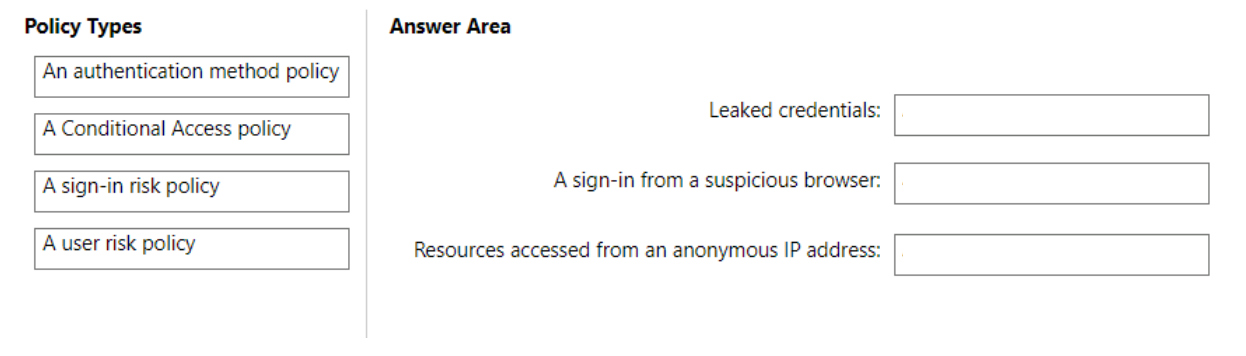 Policy Types
An authentication method policy
A Conditional Access policy
A sign-in risk policy
A user risk policy
Answer Area
Leaked credentials:
A sign-in from a suspicious browser:
Resources accessed from an anonymous IP address: